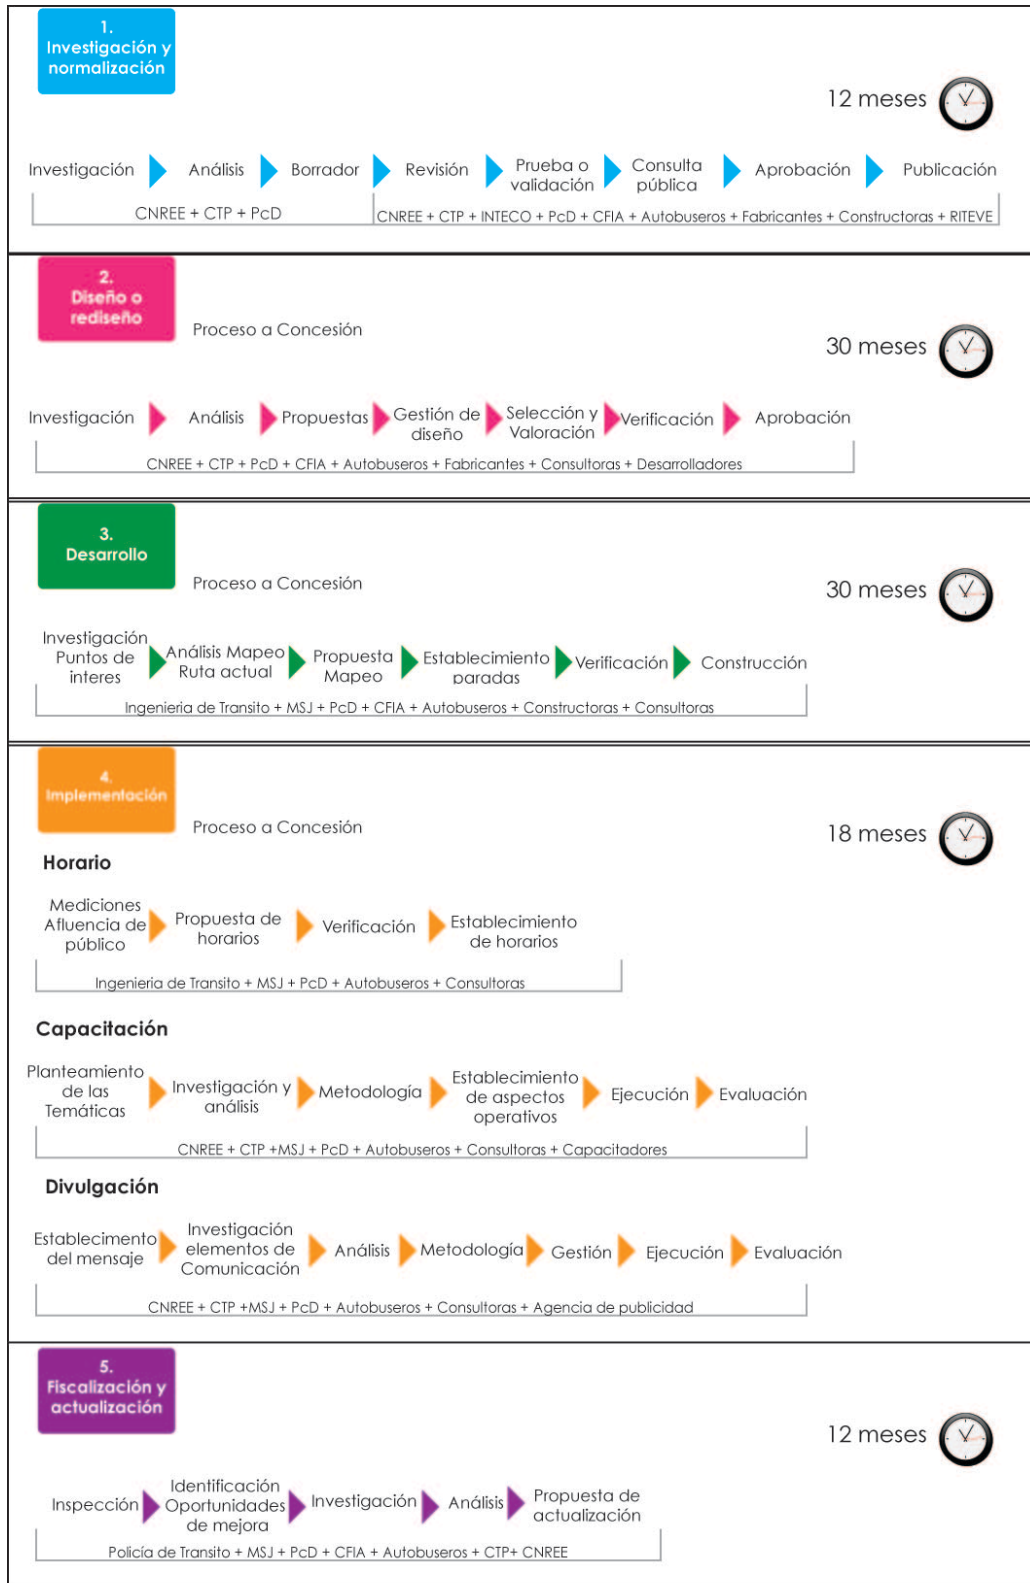 1.
Investigación y
normalización
12 meses
Investigación Análisis Borrador Revisión Prueba o validación Consulta pública Aprobación Publicación
CNREE + CTP + PcD
CNREE + CTP + INTECO + PcD + CFIA + Autobuseros + Fabricantes + Constructoras + RITEVE
2.
Diseño o
rediseño
Proceso a Concesión
30 meses
Investigación Análisis Propuestas Gestión de diseño Selección y Valoración Verificación Aprobación
CNREE + CTP + PcD + CFIA + Autobuseros + Fabricantes + Consultoras + Desarrolladores
3.
Desarrollo
Proceso a Concesión
30 meses
Investigación Puntos de interes Análisis Mapeo Ruta actual Propuesta Mapeo Establecimiento paradas Verificación Construcción
Ingenieria de Transito + MSJ + PcD + CFIA + Autobuseros + Constructoras + Consultoras
4.
Implementación
Proceso a Concesión
18 meses
Horario
Mediciones Afluencia de público Propuesta de horarios Verificación Establecimiento de horarios
Ingenieria de Transito + MSJ + PcD + Autobuseros + Consultoras
Capacitación
Planteamiento de las Temáticas Investigación y análisis Metodología Establecimiento de aspectos operativos Ejecución Evaluación
CNREE + CTP +MSJ + PcD + Autobuseros + Consultoras + Capacitadores
Divulgación
Establecimento del mensaje Investigación elementos de Comunicación Análisis Metodología Gestión Ejecución Evaluación
CNREE + CTP +MSJ + PcD + Autobuseros + Consultoras + Agencia de publicidad
5.
Fiscalización y
actualización
12 meses
Inspección Identificación Oportunidades de mejora Investigación Análisis Propuesta de actualización
Policía de Transito + MSJ + PcD + CFIA + Autobuseros + CTP+ CNREE